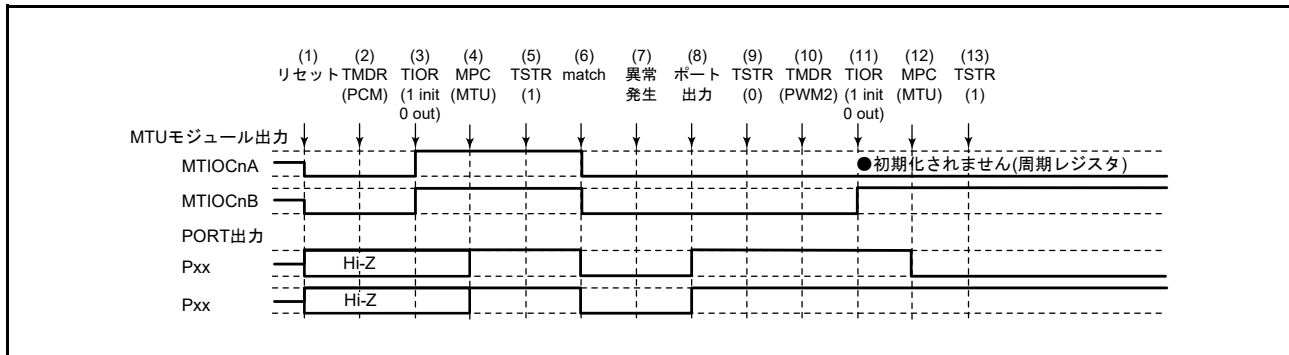 (1) (2) (3) (4) (5) (6) (7) (8) (9) (10) (11) (12) (13)
リセット TMDR TIOR MPC TSTR match 異常 ポート TSTR TMDR TIOR MPC TSTR
(PCM) (1 init (MTU) (1) 発生 出力 (0) (PWM2) (1 init (MTU) (1)
0 out) 0 out)
MTUモジュール出力
MTIOCnA ●初期化されません(周期レジスタ)
MTIOCnB
PORT出力
Pxx Hi-Z
Pxx Hi-Z